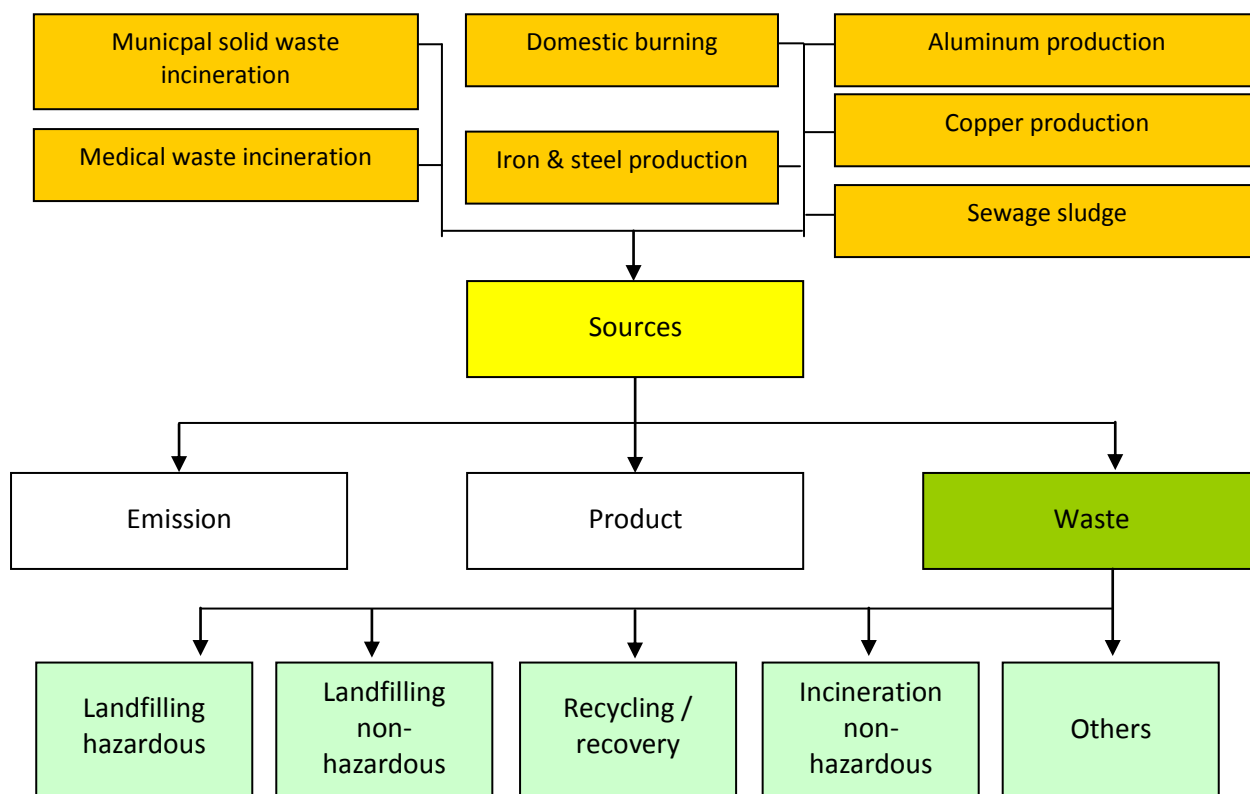 Municpal solid waste
incineration
Domestic burning
Aluminum production
Medical waste incineration
Iron & steel production
Copper production
Sewage sludge
Sources
Emission
Product
Waste
Landfilling
hazardous
Landfilling
non-
hazardous
Recycling /
recovery
Incineration
non-
hazardous
Others